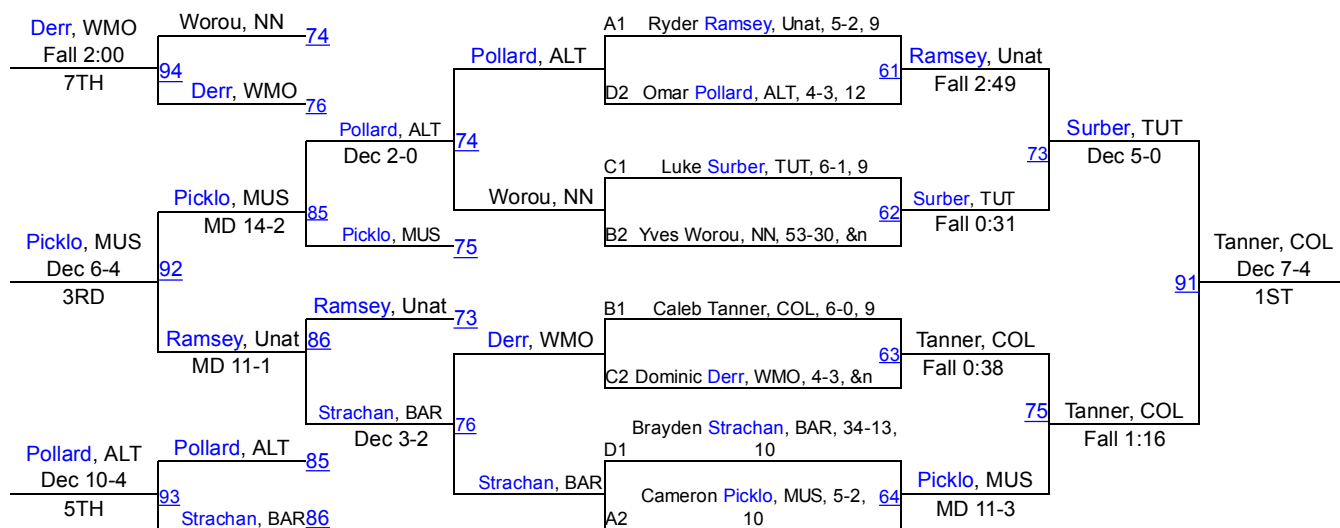 Derr, WMO
Fall 2:00
7TH
Worou, NN
74
94
Derr, WMO
76
Pollard, ALT
Dec 2-0
74
Picklo, MUS
MD 14-2
85
Picklo, MUS
75
Picklo, MUS
Dec 6-4
3RD
92
Ramsey, Unat
73
Ramsey, Unat
MD 11-1
86
Strachan, BAR
Dec 3-2
76
Pollard, ALT
Dec 10-4
5TH
Pollard, ALT
85
93
Strachan, BAR
86
Pollard, ALT
Worou, NN
Derr, WMO
Strachan, BAR
A1 Ryder Ramsey, Unat, 5-2, 9
61
D2 Omar Pollard, ALT, 4-3, 12
C1 Luke Surber, TUT, 6-1, 9
62
B2 Yves Worou, NN, 53-30, &n
B1 Caleb Tanner, COL, 6-0, 9
63
C2 Dominic Derr, WMO, 4-3, &n
Brayden Strachan, BAR, 34-13,
D1 10
64
Cameron Picklo, MUS, 5-2,
A2 10
Ramsey, Unat
Fall 2:49
73
Surber, TUT
Fall 0:31
Tanner, COL
Fall 0:38
75
Picklo, MUS
MD 11-3
Surber, TUT
Dec 5-0
91
Tanner, COL
Fall 1:16
Tanner, COL
Dec 7-4
1ST